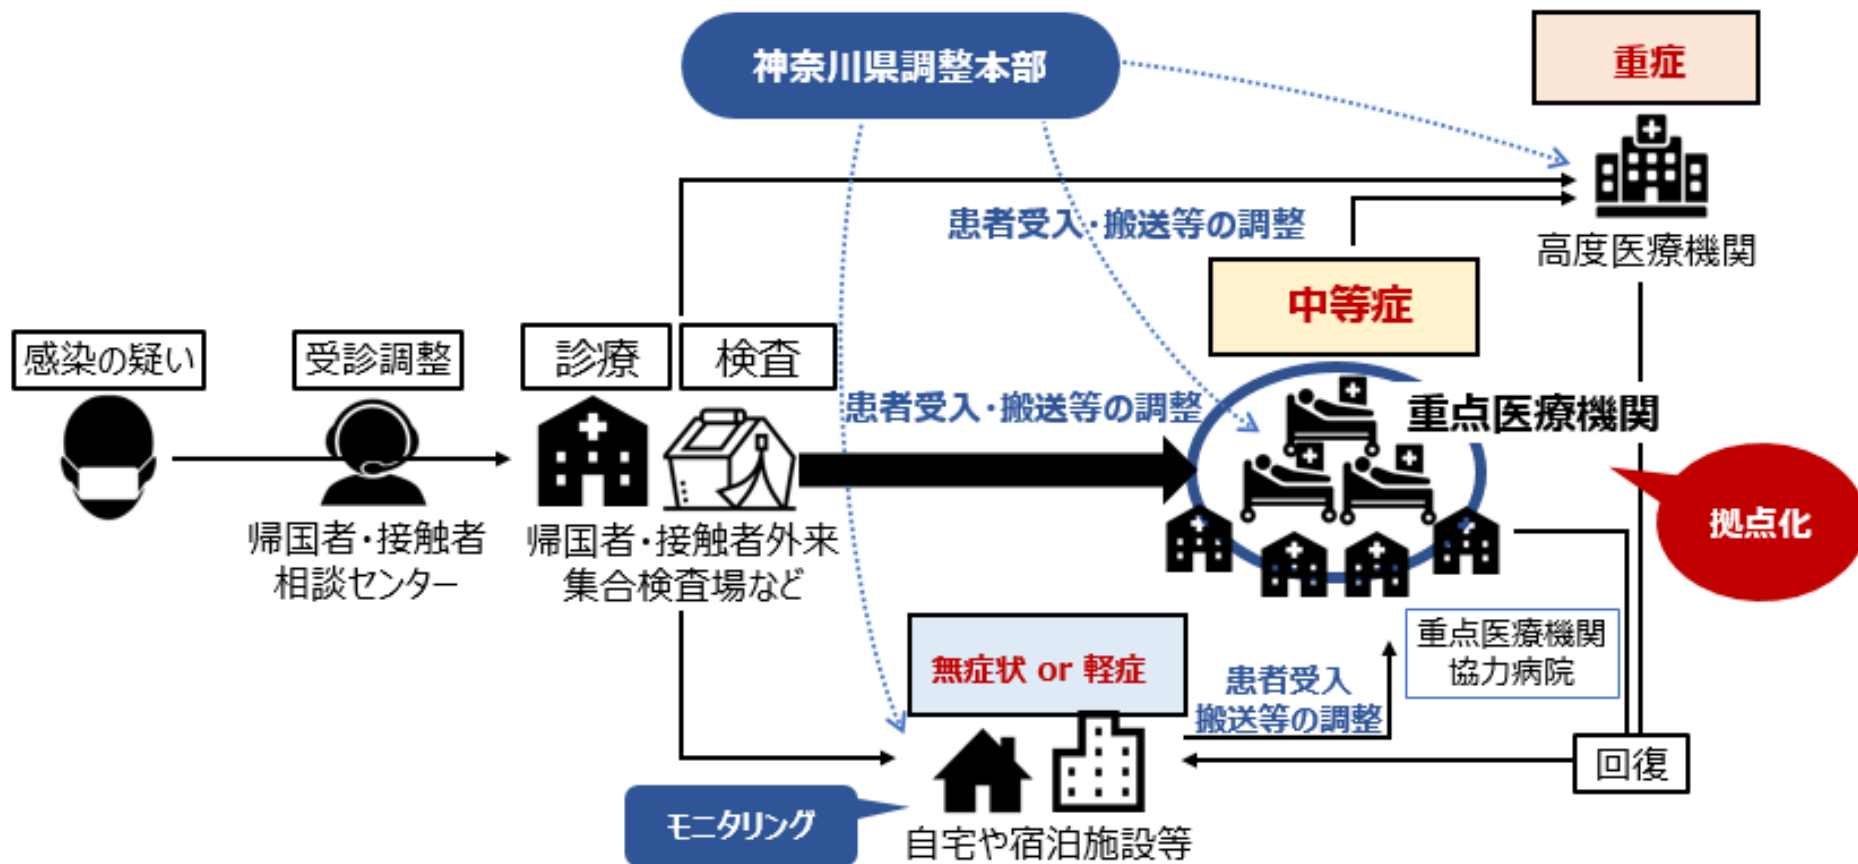 神奈川県調整本部
重症
高度医療機関
患者受入・搬送等の調整
中等症
感染の疑い
受診調整
診療
検査
患者受入・搬送等の調整
重点医療機関
拠点化
帰国者・接触者
相談センター
帰国者・接触者外来
集合検査場など
無症状 or 軽症
患者受入
搬送等の調整
重点医療機関
協力病院
回復
モニタリング
自宅や宿泊施設等